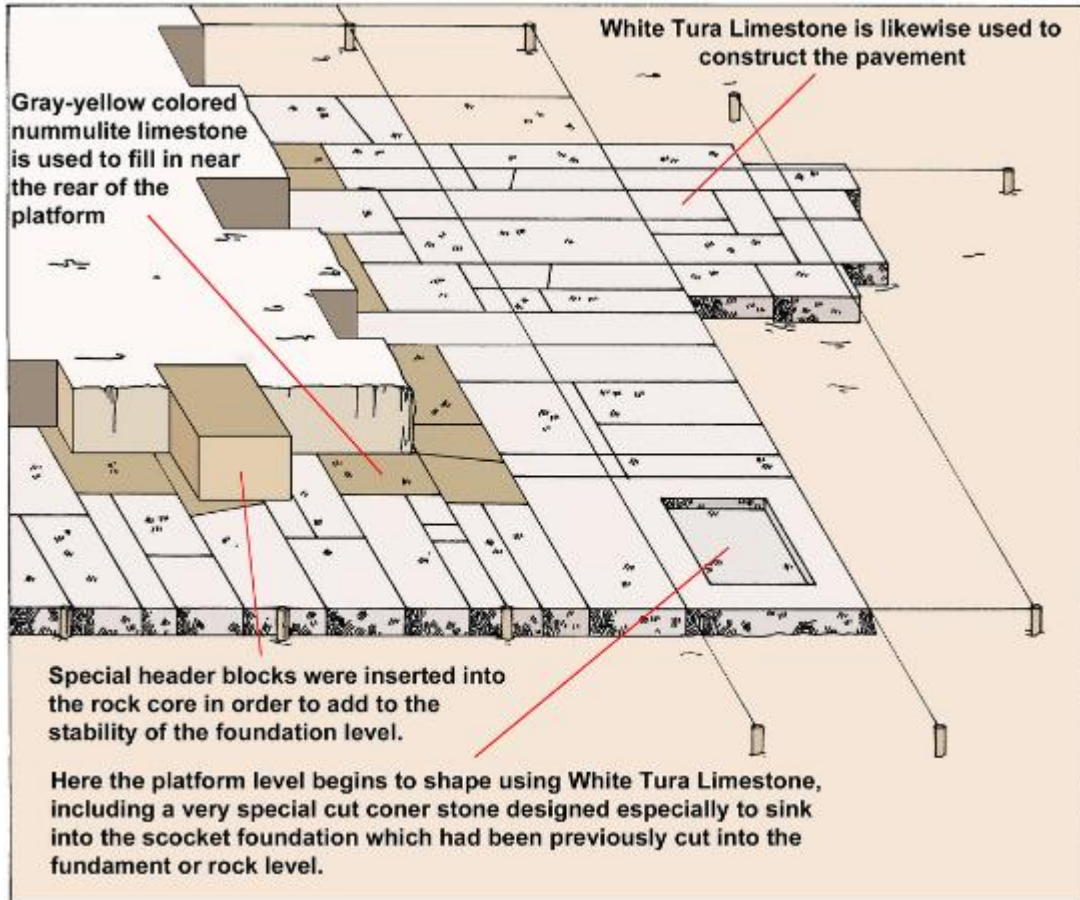 White Tura Limestone is likewise used to
construct the pavement
Gray-yellow colored
nummulite limestone
is used to fill in near
the rear of the
platform
Special header blocks were inserted into
the rock core in order to add to the
stability of the foundation level.
Here the platform level begins to shape using White Tura Limestone,
including a very special cut coner stone designed especially to sink
into the scocket foundation which had been previously cut into the
fundament or rock level.